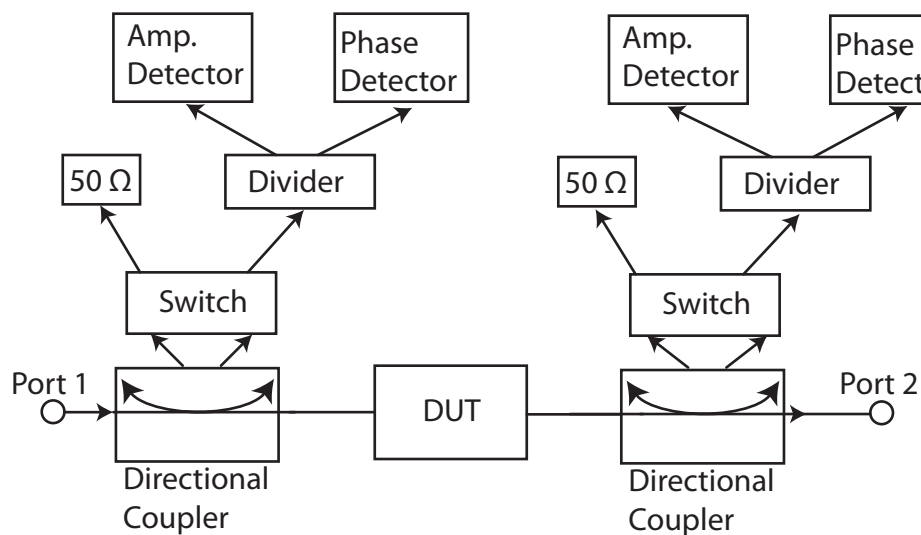 Amp.
Detector
Phase
Detector
Amp.
Detector
Phase
Detect
50 Ω
Divider
50 Ω
Divider
Switch
Switch
Port 1
DUT
Port 2
Directional
Coupler
Directional
Coupler